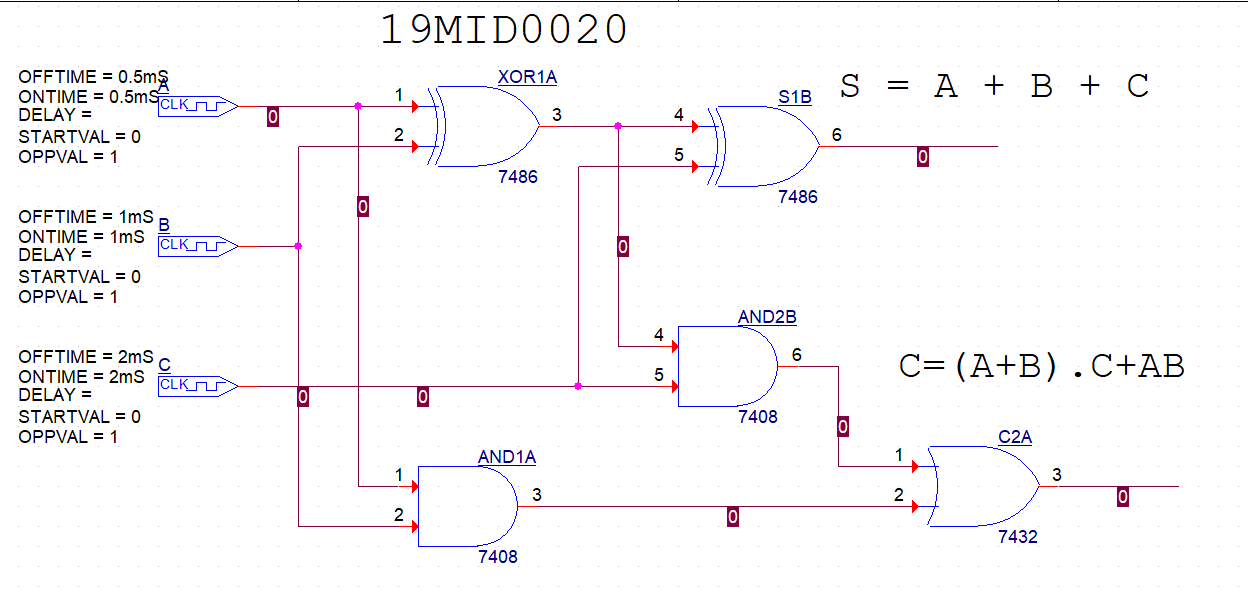 19MID0020
OFFTIME = 0.5mS
ONTIME = 0.5mS
DELAY =
STARTVAL = 0
OPPVAL = 1
A
CLK
0
1
2
XOR1A
3
7486
4
5
S1B
6
7486
0
S = A + B + C
0
0
OFFTIME = 1mS
ONTIME = 1mS
DELAY =
STARTVAL = 0
OPPVAL = 1
B
CLK
OFFTIME = 2mS
ONTIME = 2mS
DELAY =
STARTVAL = 0
OPPVAL = 1
C
CLK
0
0
4
5
AND2B
6
7408
0
C=(A+B).C+AB
1
2
AND1A
3
7408
0
1
2
C2A
3
7432
0